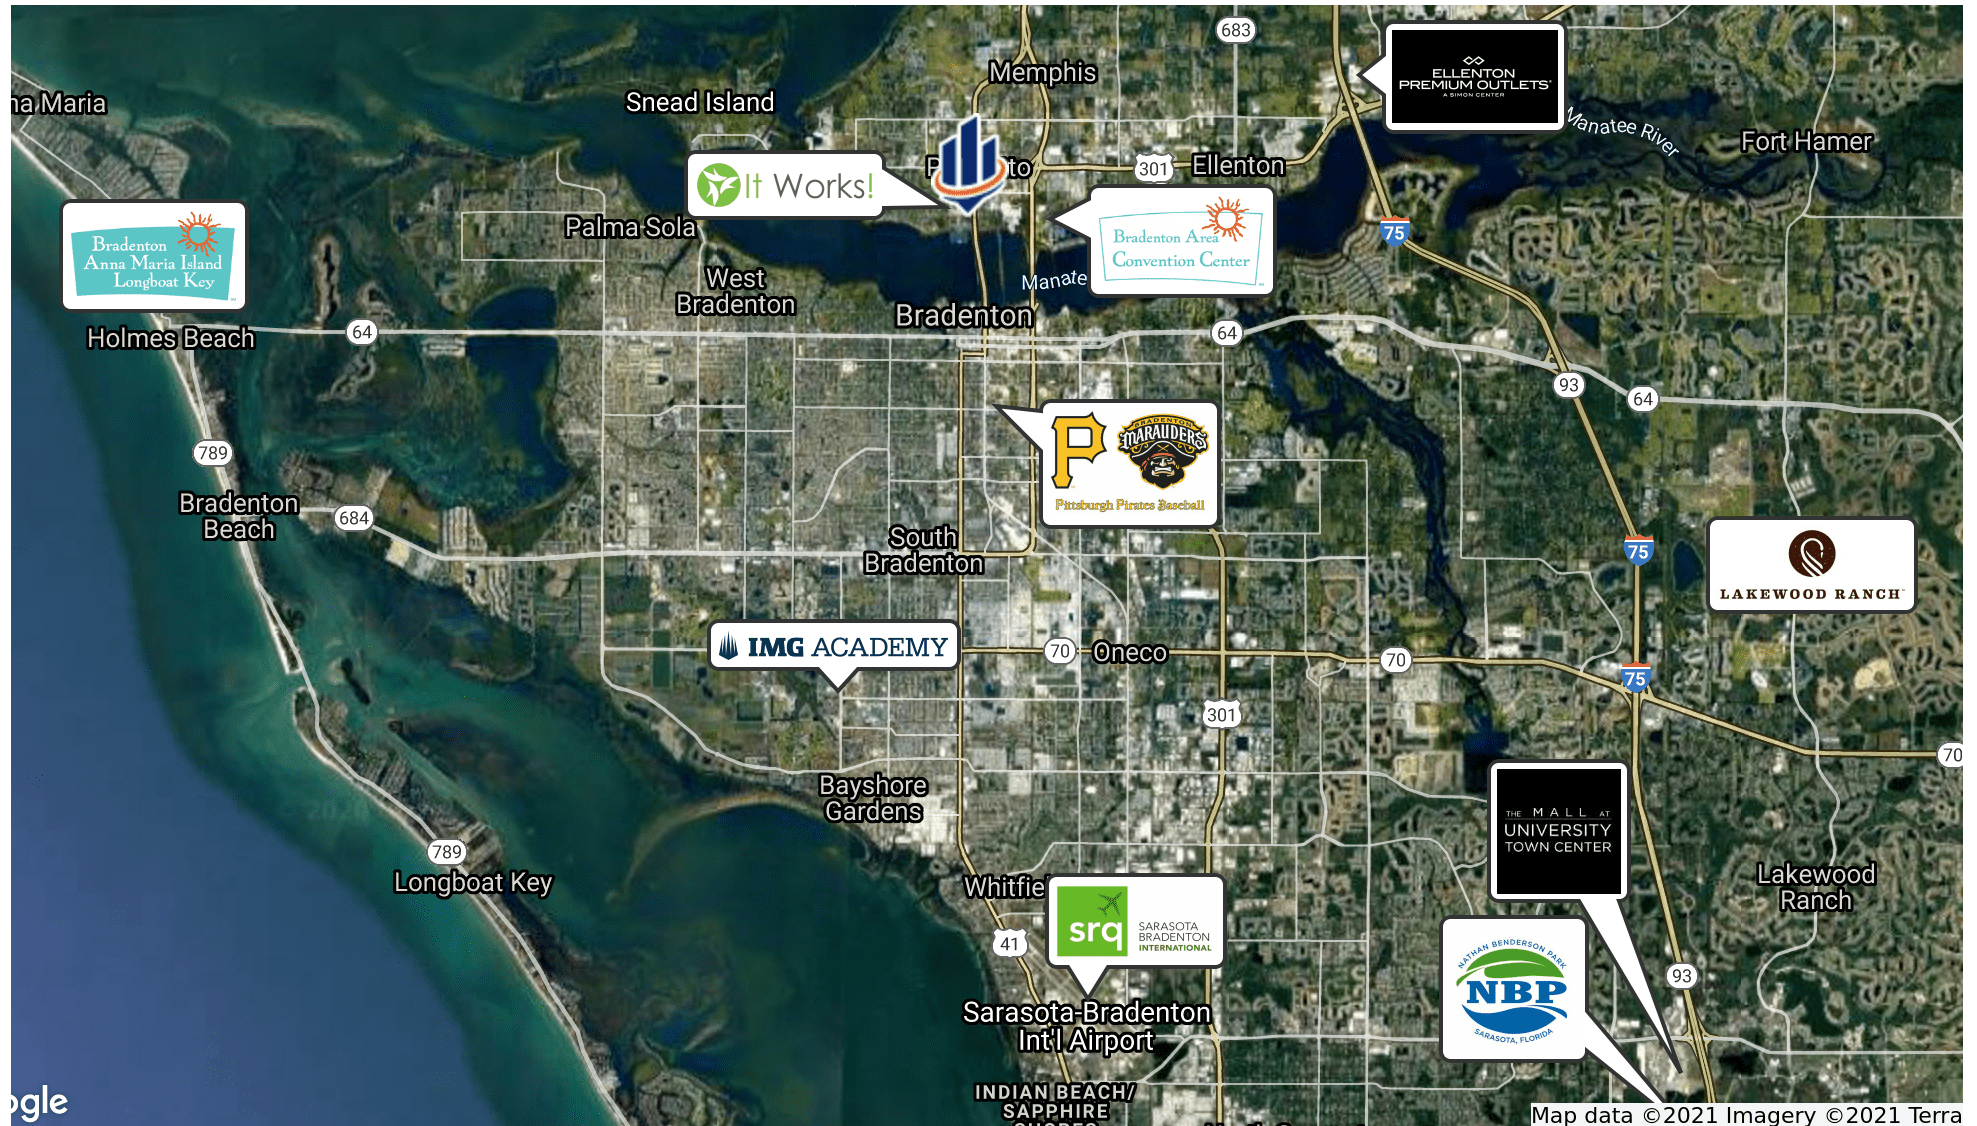 683
Memphis
ELLENTON
PREMIUM OUTLETS
A SIMON CENTER
na Maria
Snead Island
Manatee River
Fort Hamer
It Works!
301
Ellenton
Bradenton
Anna Maria Island
Longboat Key
Palma Sola
Bradenton Area
Convention Center
75
West
Bradenton
Manate
Bradenton
Holmes Beach
64
64
93
64
789
BRADENTON
MARAUDERS
P
Pittsburgh Pirates Baseball
Bradenton
Beach
684
South
Bradenton
75
LAKEWOOD RANCH
IMG ACADEMY
70
Oneco
70
75
301
70
Bayshore
Gardens
THE MALL AT
UNIVERSITY
TOWN CENTER
789
Longboat Key
Whitfie
Lakewood
Ranch
srq
SARASOTA
BRADENTON
INTERNATIONAL
41
NATHAN BENDERSON PARK
NBP
SARASOTA, FLORIDA
93
Sarasota-Bradenton
Int'l Airport
INDIAN BEACH/
SAPPHIRE
ogle
Map data ©2021 Imagery ©2021 Terra